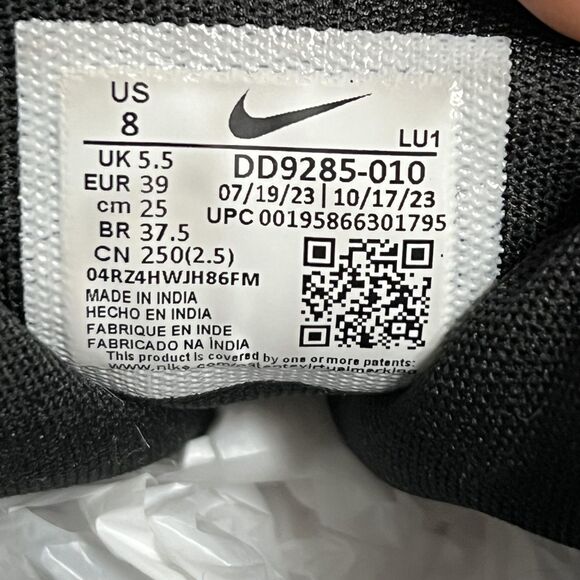 US
8
LU1
UK 5.5
EUR 39
cm 25
BR 37.5
CN 250(2.5)
DD9285-010
07/19/23 | 10/17/23
UPC 00195866301795
04RZ4HWJH86FM
MADE IN INDIA
HECHO EN INDIA
FABRIQUE EN INDE
FABRICADO NA ÍNDIA
This product is covered by one or more patents: